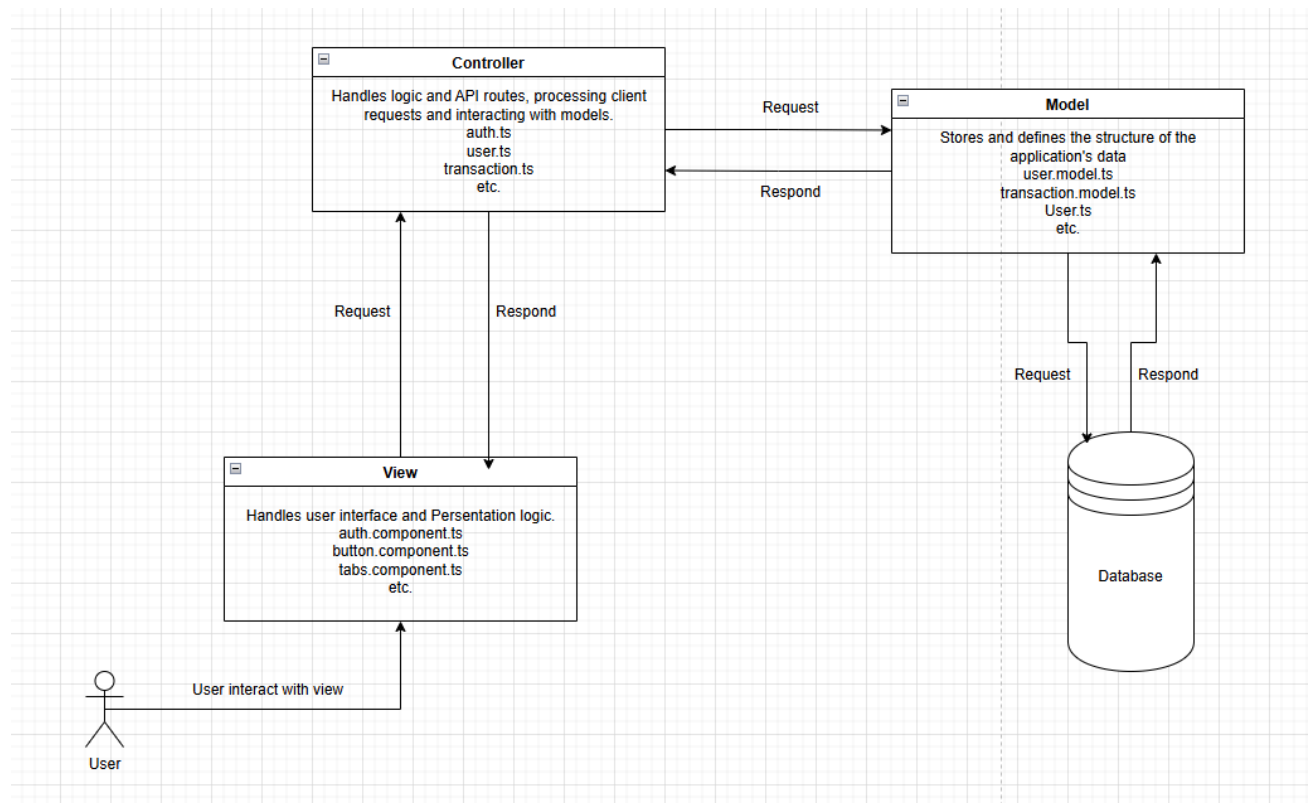 Controller
Handles logic and API routes, processing client
requests and interacting with models.
auth.ts
user.ts
transaction.ts
etc.
Request
Respond
Model
Stores and defines the structure of the
application's data
user.model.ts
transaction.model.ts
User.ts
etc.
Request
Respond
Request
Respond
View
Handles user interface and Persentation logic.
auth.component.ts
button.component.ts
tabs.component.ts
etc.
Database
User interact with view
User